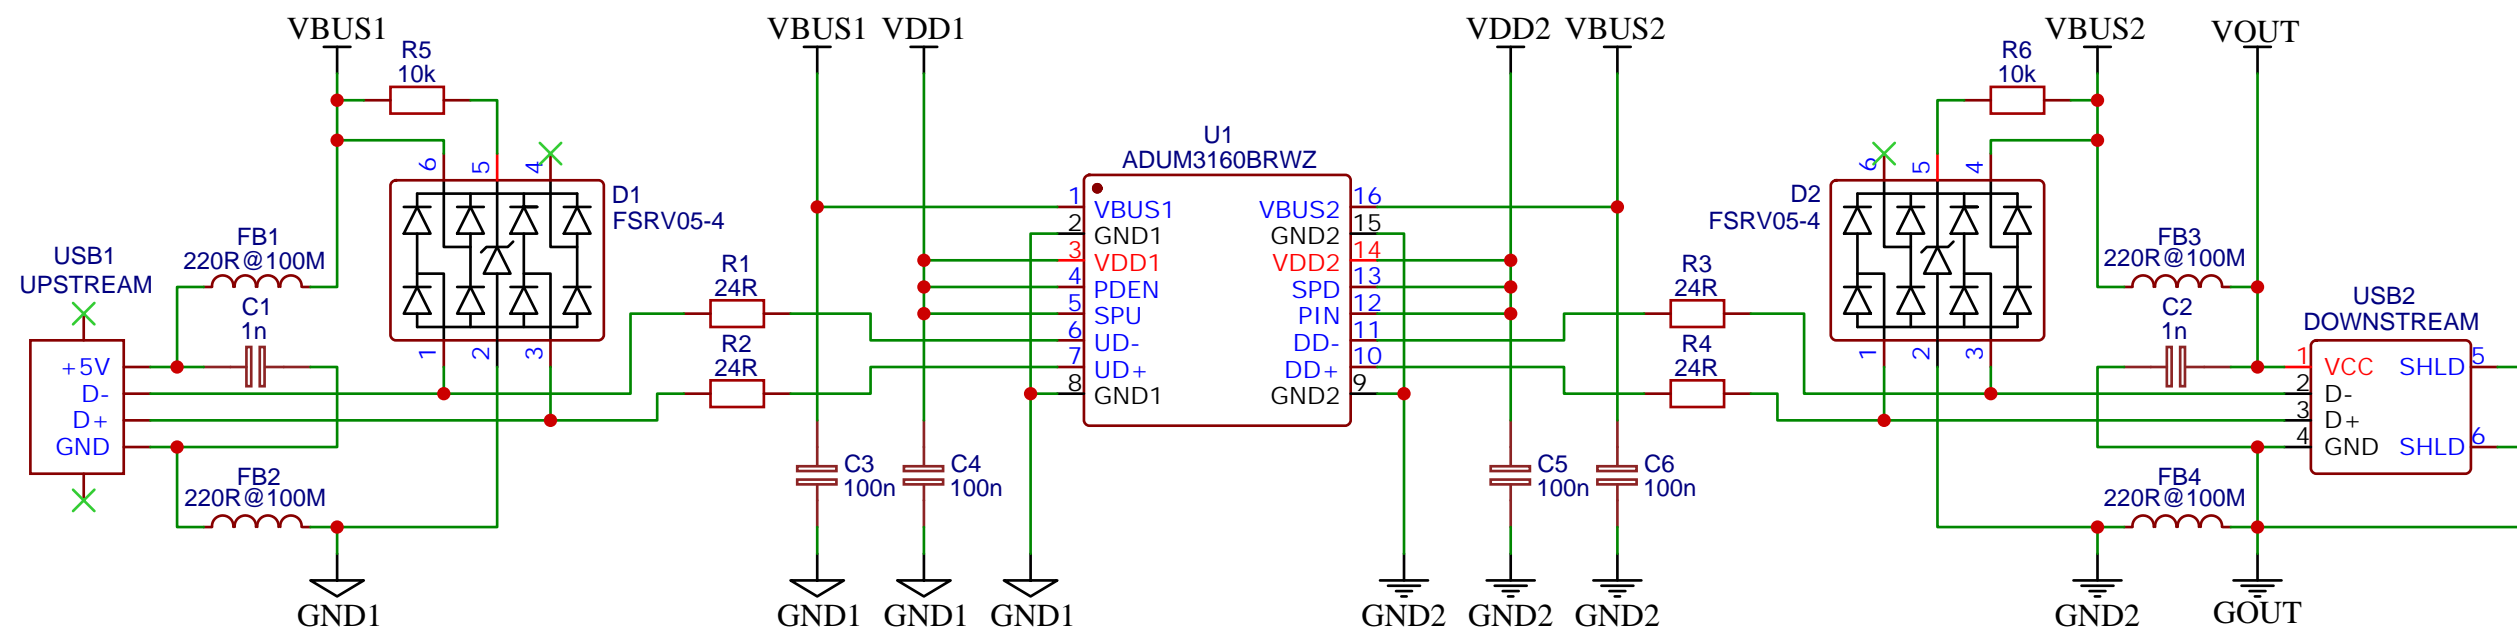 VBUS1
R5
10k
6
5
4
D1
FSRV05-4
FB1
220R@100M
USB1
UPSTREAM
C1
1n
+5V
D-
D+
GND
1
2
3
FB2
220R@100M
GND1
R1
24R
R2
24R
VBUS1
VDD1
C3
100n
C4
100n
GND1
GND1
GND1
U1
ADUM3160BRWZ
1
VBUS1
2
GND1
3
VDD1
4
PDEN
5
SPU
6
UD-
7
UD+
8
GND1
VBUS2
16
GND2
15
VDD2
14
SPD
13
PIN
12
DD-
11
DD+
10
GND2
9
VDD2
VBUS2
C5
100n
C6
100n
GND2
GND2
GND2
R3
24R
R4
24R
VBUS2
VOUT
R6
10k
6
5
4
D2
FSRV05-4
1
2
3
FB3
220R@100M
C2
1n
USB2
DOWNSTREAM
1
VCC
2
D-
3
D+
4
GND
SHLD
5
SHLD
6
FB4
220R@100M
GND2
GOUT